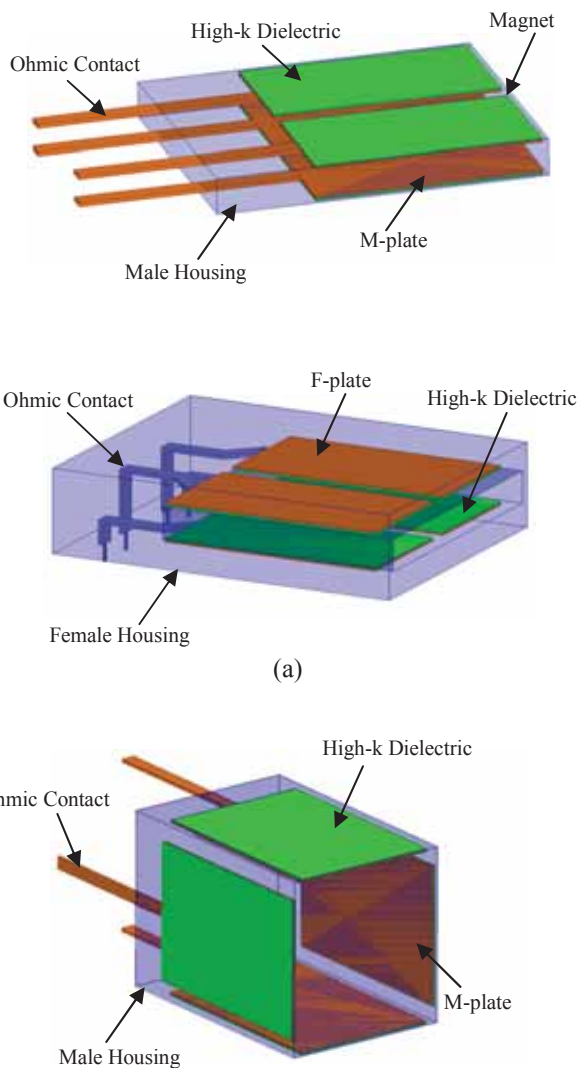 High-k Dielectric
Magnet
Ohmic Contact
M-plate
Male Housing
F-plate
Ohmic Contact
High-k Dielectric
Female Housing
(a)
High-k Dielectric
hmic Contact
M-plate
Male Housing